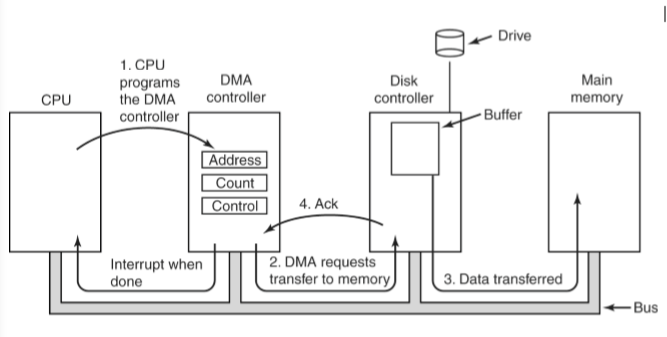 Drive
1. CPU
programs
the DMA
controller
DMA
controller
Disk
controller
Main
memory
CPU
Buffer
Address
Count
Control
4. Ack
Interrupt when
done
2. DMA requests
transfer to memory
3. Data transferred
Bus